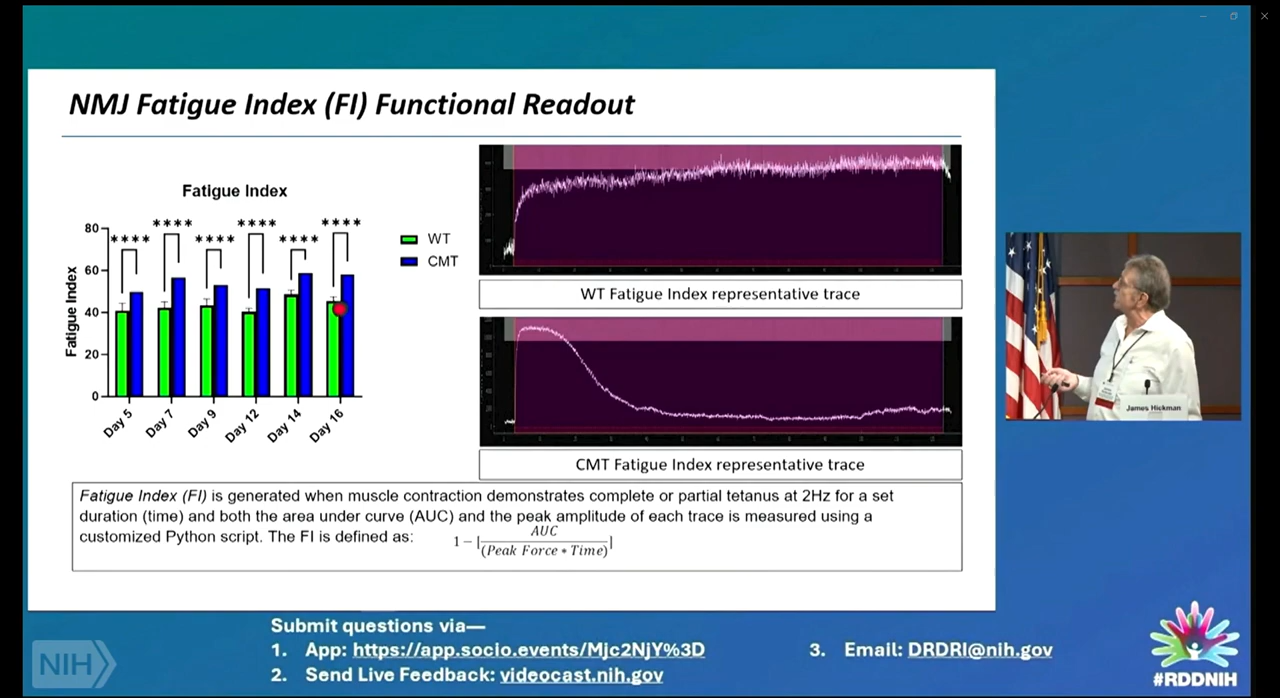 NMJ Fatigue Index (FI) Functional Readout
Fatigue Index
**** **** **** **** **** ****
80
60
40
20
0
Fatigue Index
Day 5 Day 7 Day 9 Day 12 Day 14 Day 16
WT
CMT
WT Fatigue Index representative trace
CMT Fatigue Index representative trace
Fatigue Index (FI) is generated when muscle contraction demonstrates complete or partial tetanus at 2Hz for a set
duration (time) and both the area under curve (AUC) and the peak amplitude of each trace is measured using a
customized Python script. The FI is defined as: 1 − |AUC / (Peak Force * Time)|
James Hickman
Submit questions via—
1. App: https://app.socio.events/Mjc2NjY%3D
2. Send Live Feedback: videocast.nih.gov
3. Email: DRDRI@nih.gov
NIH
#RDDNIH